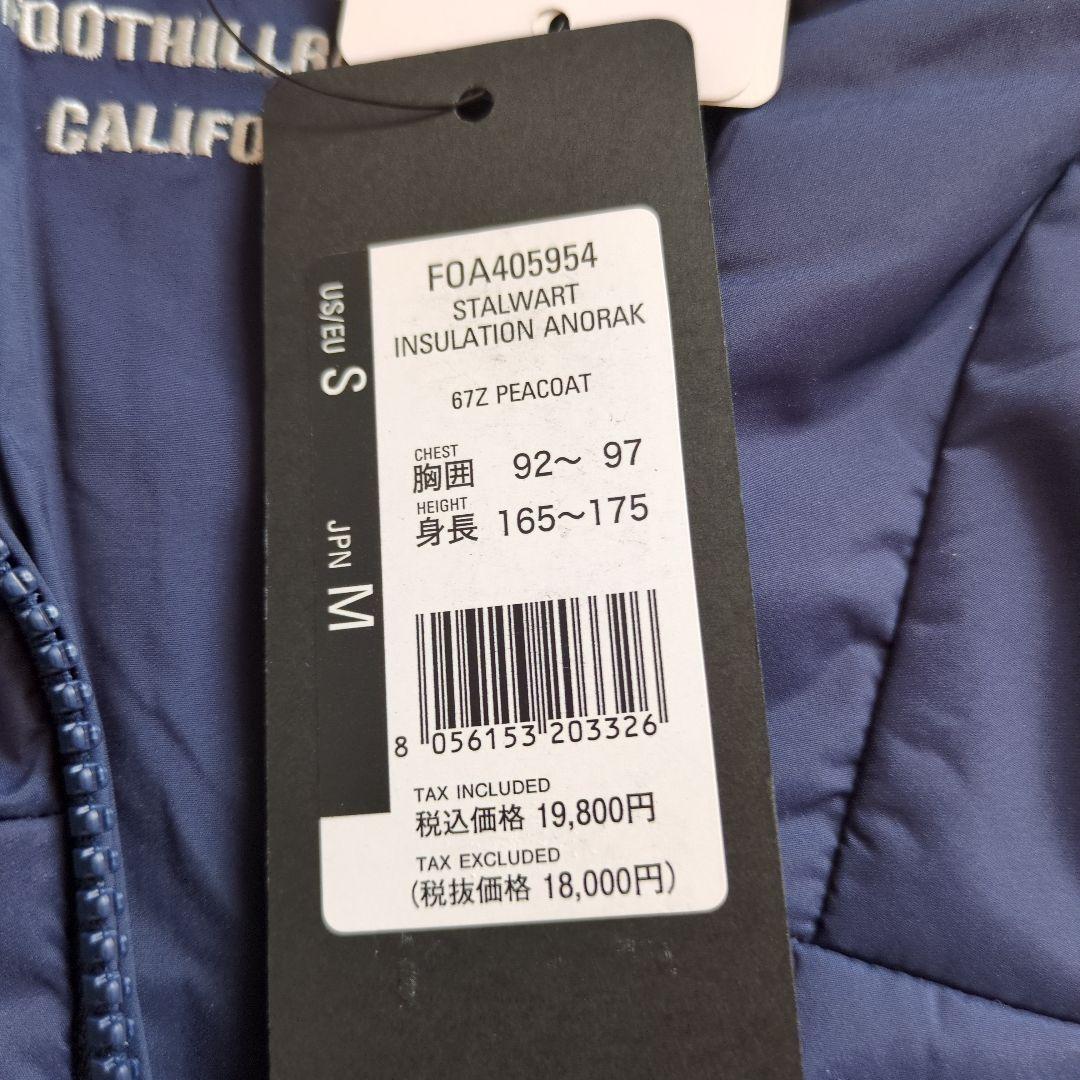 OOTHILLR
CALIFO
FOA405954
STALWART
INSULATION ANORAK
67Z PEACOAT
US/EU S
JPN M
CHEST
胸囲 92〜 97
HEIGHT
身長 165〜175
8 056153 203326
TAX INCLUDED
税込価格 19,800円
TAX EXCLUDED
(税抜価格 18,000円)